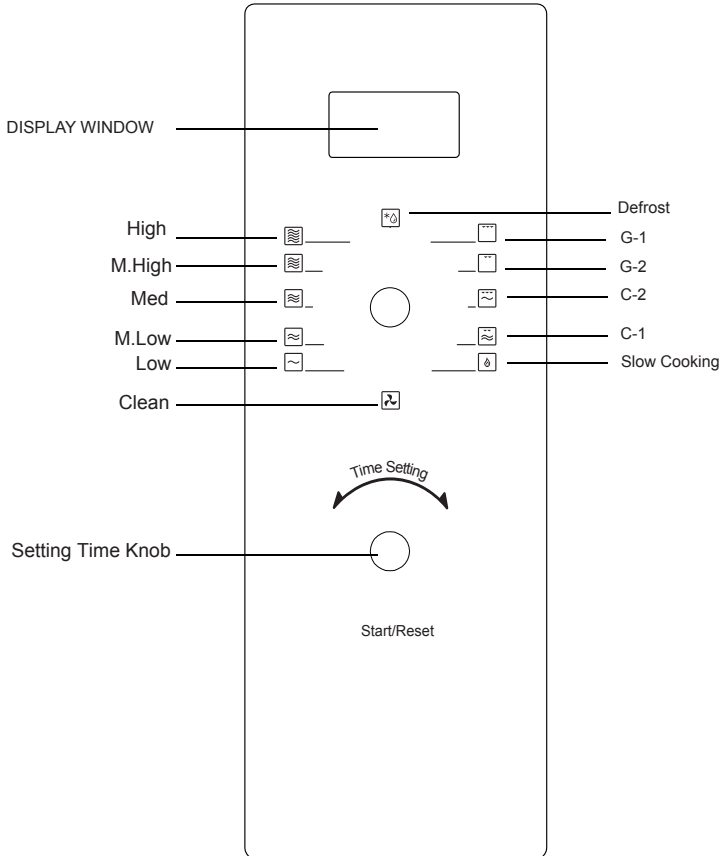 DISPLAY WINDOW
Defrost
High
G-1
M.High
G-2
Med
C-2
M.Low
C-1
Low
Slow Cooking
Clean
Time Setting
Setting Time Knob
Start/Reset